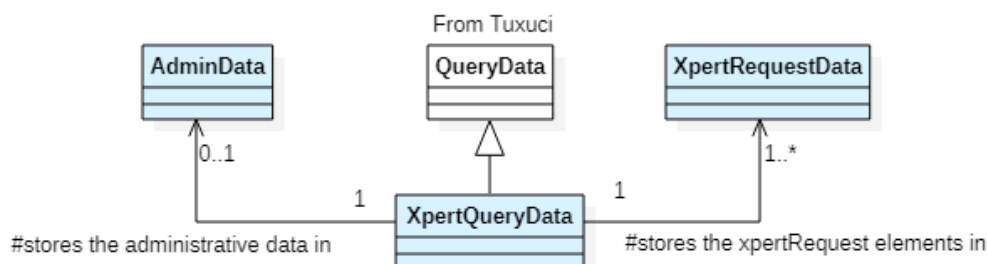 From Tuxuci
AdminData
QueryData
XpertRequestData
0..1
1..*
1
1
XpertQueryData
#stores the administrative data in
#stores the xpertRequest elements in